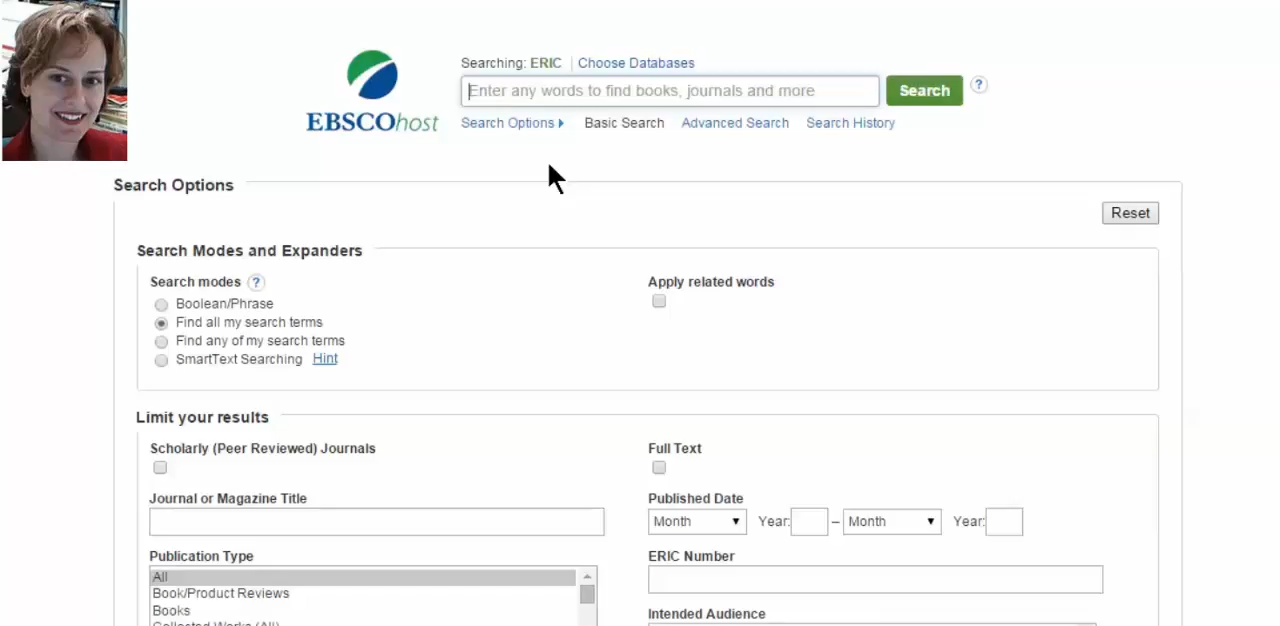 Searching: ERIC | Choose Databases
Enter any words to find books, journals and more
Search
?
EBSCOhost
Search Options Basic Search Advanced Search Search History
Search Options
Reset
Search Modes and Expanders
Search modes ?
Apply related words
Boolean/Phrase
Find all my search terms
Find any of my search terms
SmartText Searching Hint
Limit your results
Scholarly (Peer Reviewed) Journals
Full Text
Journal or Magazine Title
Published Date
Month Year: – Month Year:
Publication Type
ERIC Number
All
Book/Product Reviews
Books
Collected Works (All)
Intended Audience